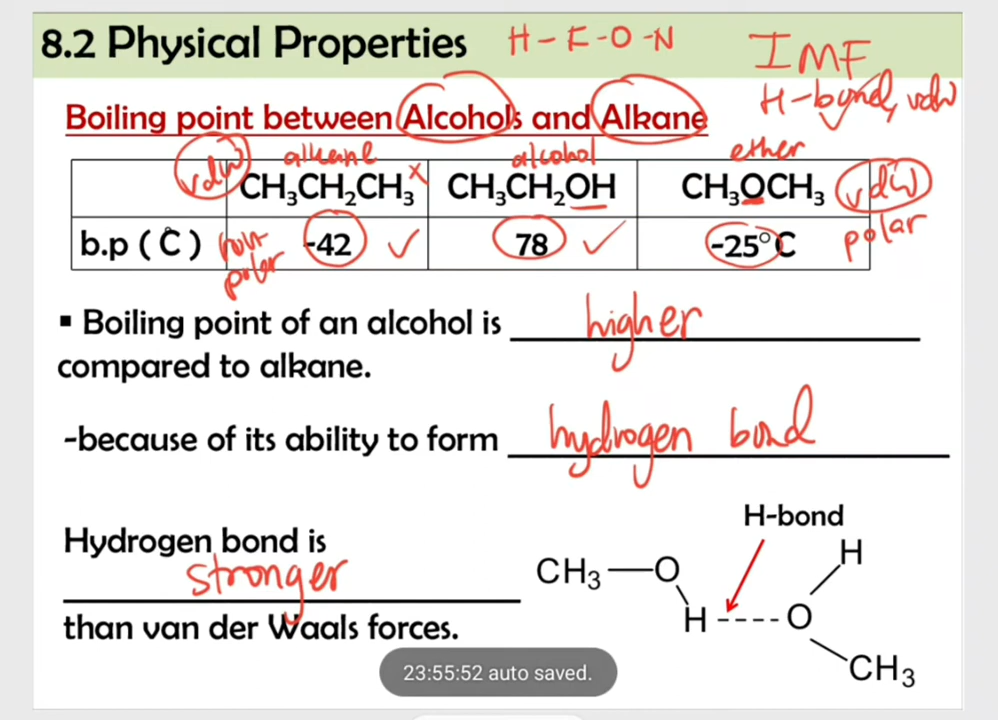 8.2 Physical Properties H-F-O-N
IMF
H-bond, vdw
Boiling point between Alcohols and Alkane
vdw alkane alcohol ether
CH₃CH₂CH₃ CH₃CH₂OH CH₃OCH₃ vdw
b.p (°C) non-polar -42 78 -25°C polar
▪ Boiling point of an alcohol is higher
compared to alkane.
-because of its ability to form hydrogen bond
H-bond
Hydrogen bond is
stronger
than van der Waals forces.
CH₃—O
H
H----O
CH₃
23:55:52 auto saved.